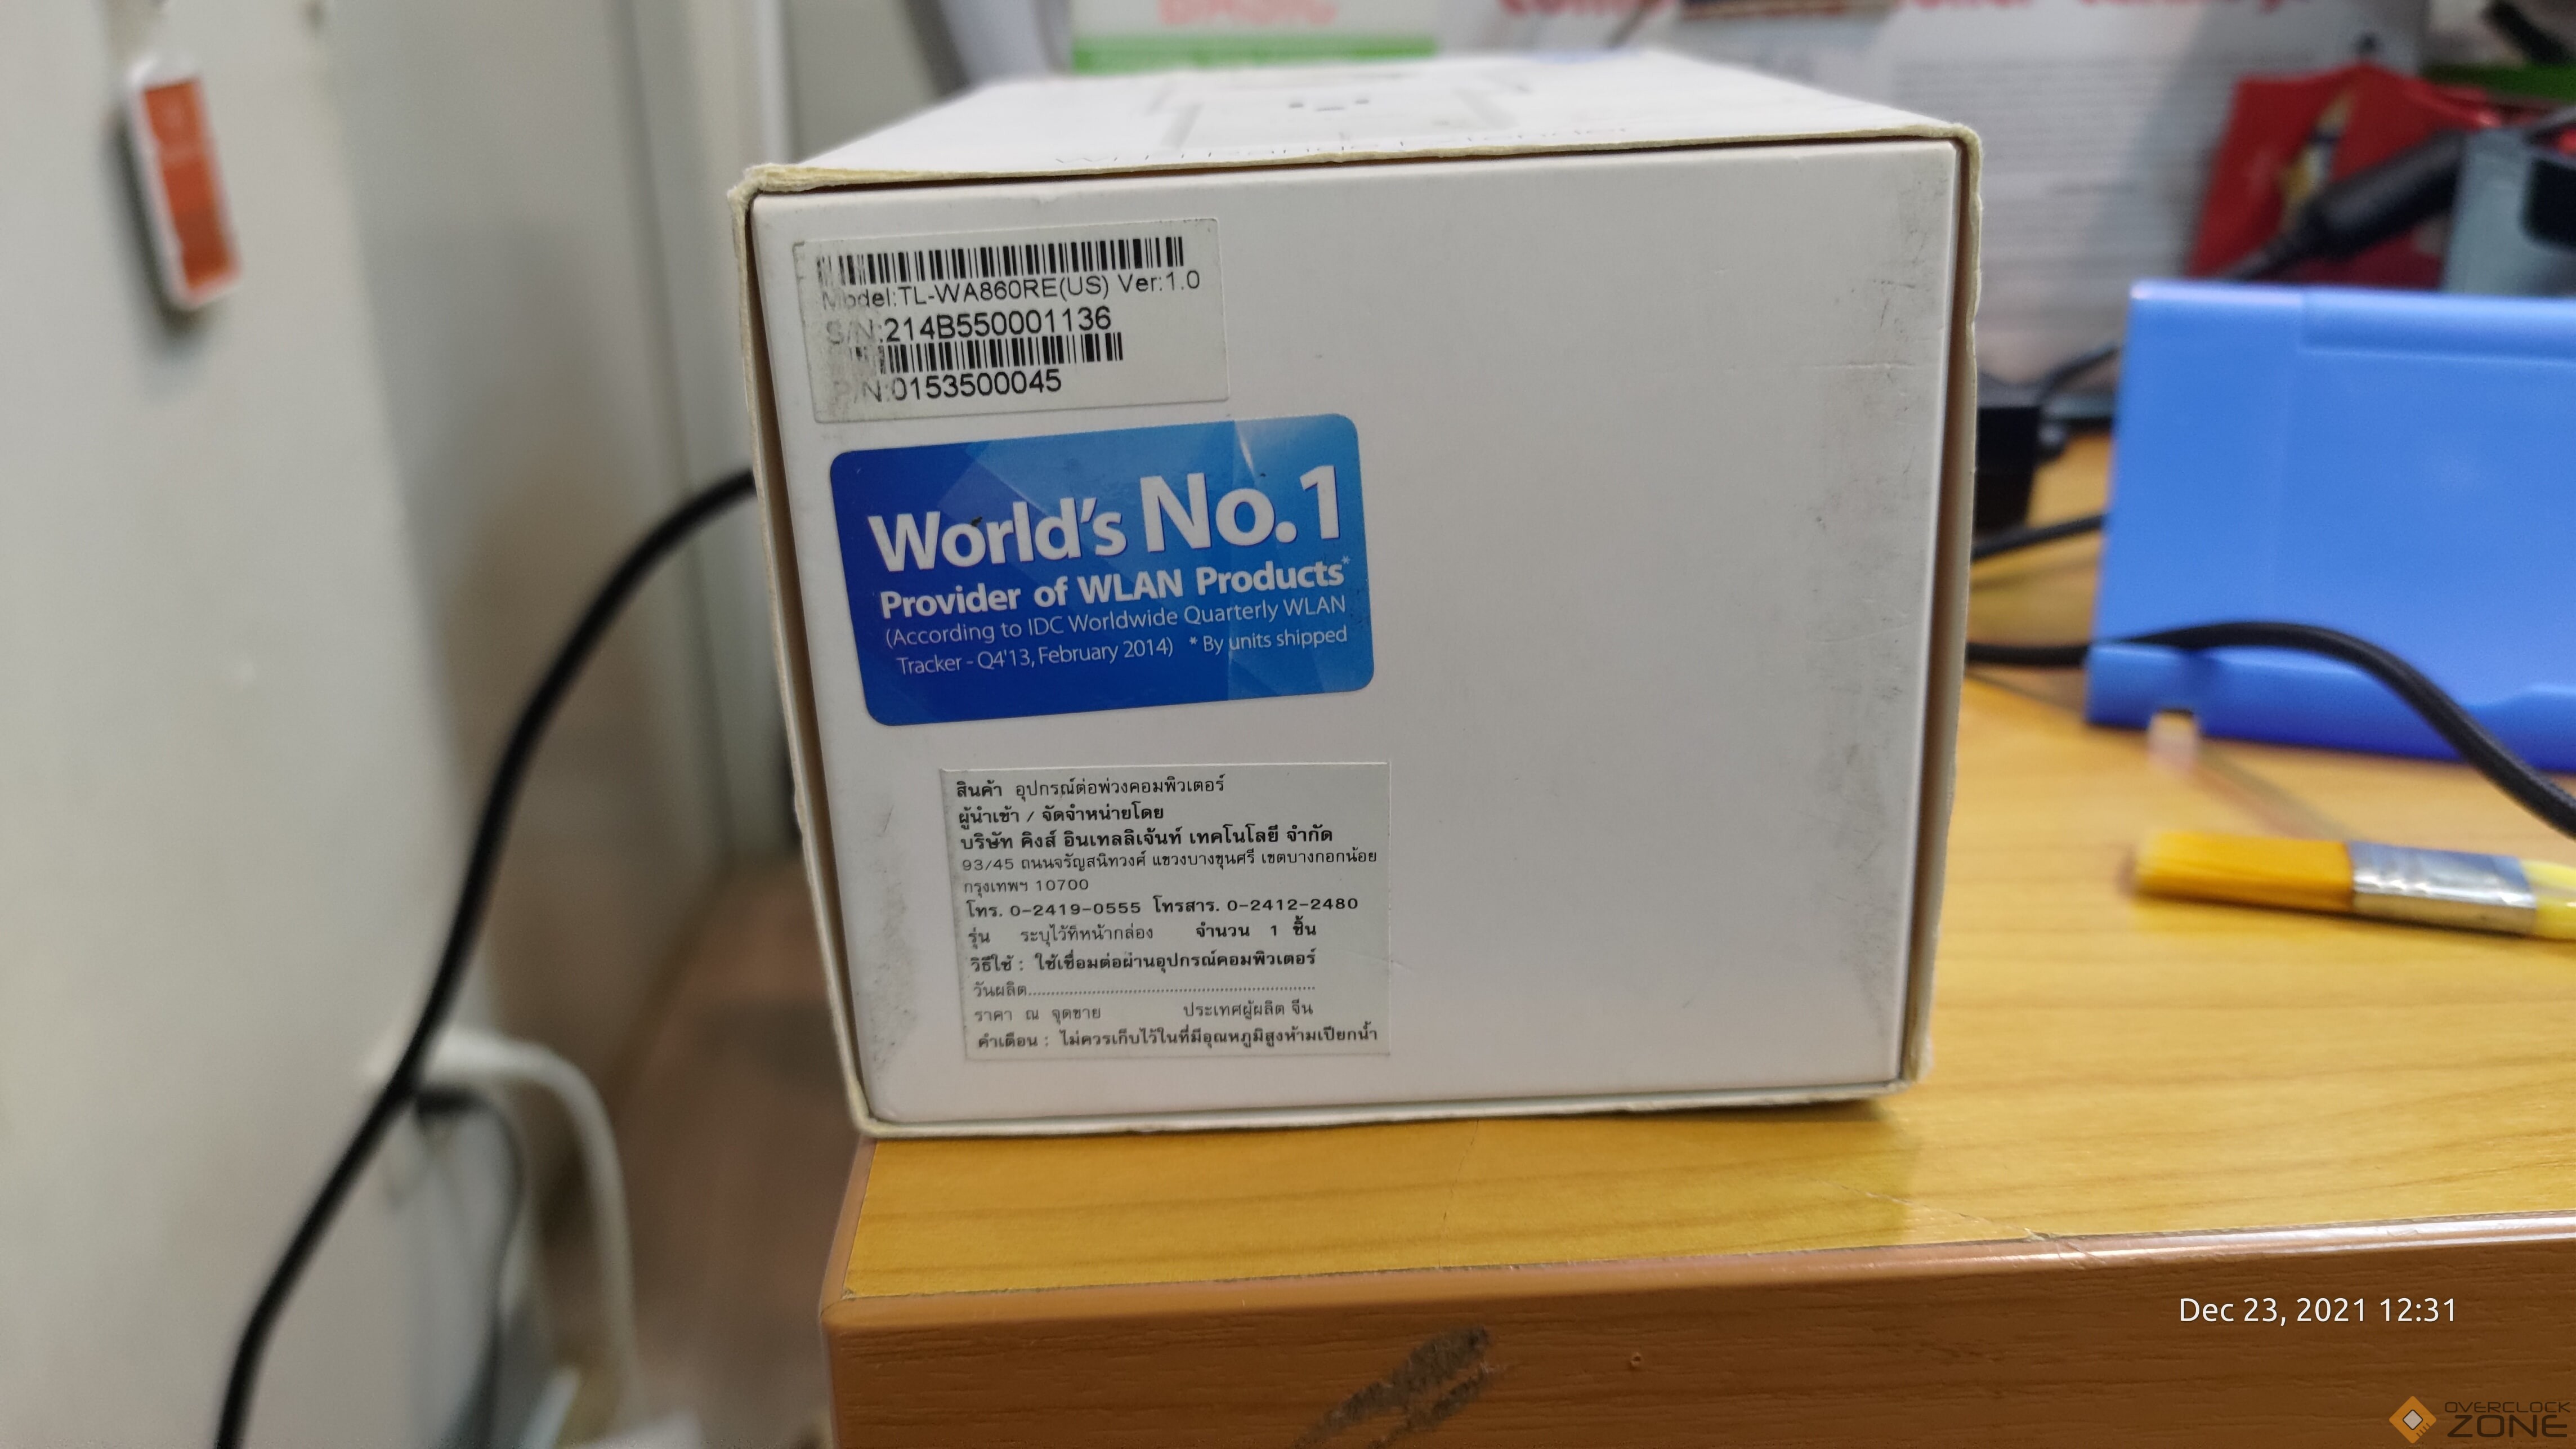 BASIC
Model:TL-WA860RE(US) Ver:1.0
S/N:214B550001136
P/N:0153500045
World's No.1
Provider of WLAN Products*
(According to IDC Worldwide Quarterly WLAN
Tracker - Q4'13, February 2014) * By units shipped
สินค้า อุปกรณ์ต่อพ่วงคอมพิวเตอร์
ผู้นำเข้า / จัดจำหน่ายโดย
บริษัท คิงส์ อินเทลลิเจ้นท์ เทคโนโลยี จำกัด
93/45 ถนนจรัญสนิทวงศ์ แขวงบางขุนศรี เขตบางกอกน้อย
กรุงเทพฯ 10700
โทร. 0-2419-0555 โทรสาร. 0-2412-2480
รุ่น ระบุไว้ที่หน้ากล่อง จำนวน 1 ชิ้น
วิธีใช้ : ใช้เชื่อมต่อผ่านอุปกรณ์คอมพิวเตอร์
วันผลิต............................................................
ราคา ณ จุดขาย ประเทศผู้ผลิต จีน
คำเตือน : ไม่ควรเก็บไว้ในที่มีอุณหภูมิสูงห้ามเปียกน้ำ
Dec 23, 2021 12:31
OVERCLOCK
ZONE